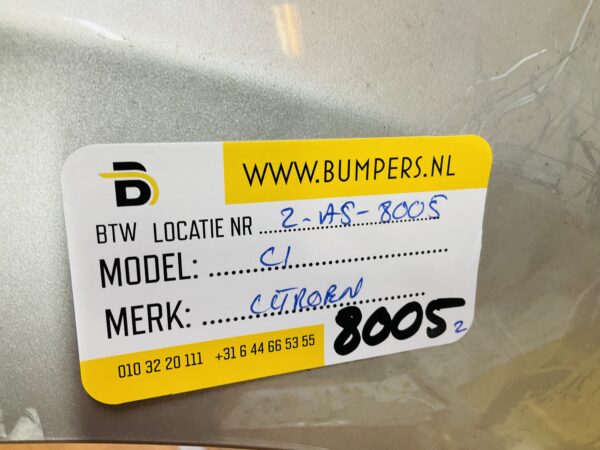 B WWW.BUMPERS.NL
BTW LOCATIE NR 2-AS-8005
MODEL: C1
MERK: CITROEN
8005 2
010 32 20 111 +31 6 44 66 53 55